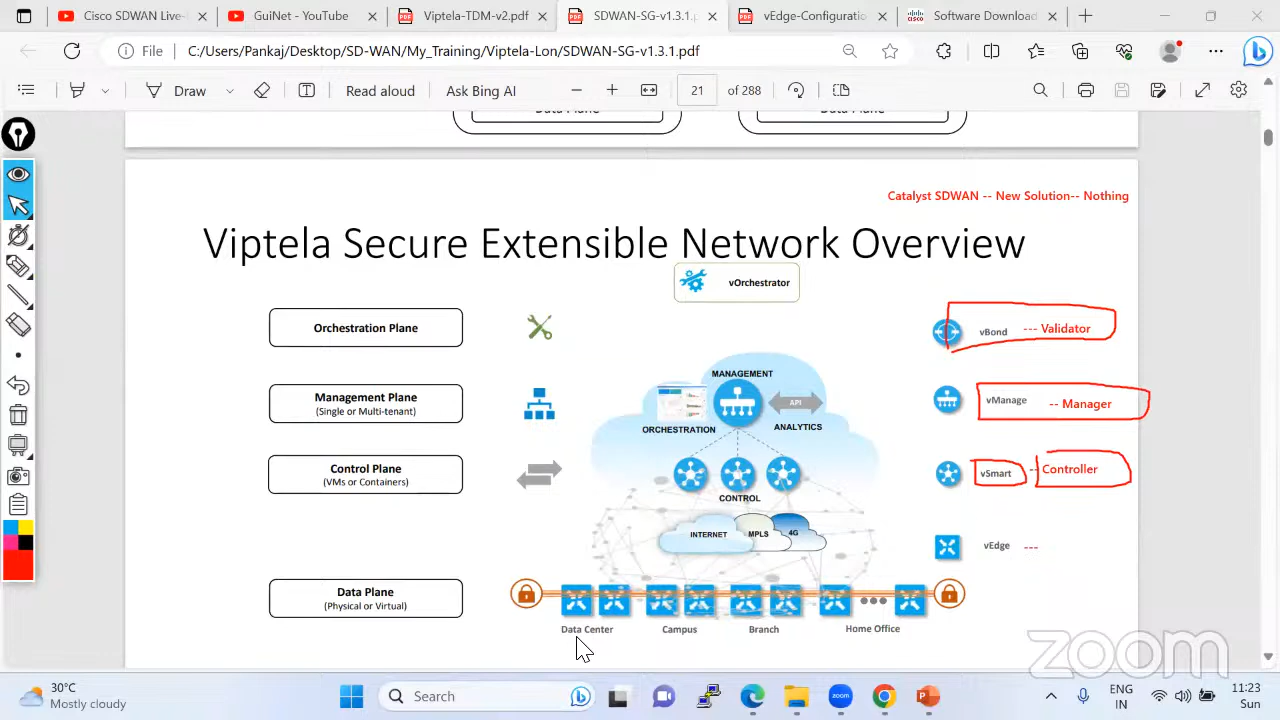 Cisco SDWAN Live-
GuiNet - YouTube
Viptela-TDM-v2.pdf
SDWAN-SG-v1.3.1.p
vEdge-Configuratio
Software Download
File
C:/Users/Pankaj/Desktop/SD-WAN/My_Training/Viptela-Lon/SDWAN-SG-v1.3.1.pdf
Draw
Read aloud
Ask Bing AI
21
of 288
Data Plane
Data Plane
Catalyst SDWAN -- New Solution-- Nothing
Viptela Secure Extensible Network Overview
vOrchestrator
Orchestration Plane
vBond --- Validator
Management Plane
(Single or Multi-tenant)
MANAGEMENT
API
ORCHESTRATION
ANALYTICS
vManage -- Manager
Control Plane
(VMs or Containers)
CONTROL
vSmart -- Controller
INTERNET
MPLS
4G
vEdge ---
Data Plane
(Physical or Virtual)
Data Center
Campus
Branch
Home Office
zoom
30°C
Mostly cloudy
Search
zoom
ENG
IN
11:23
Sun